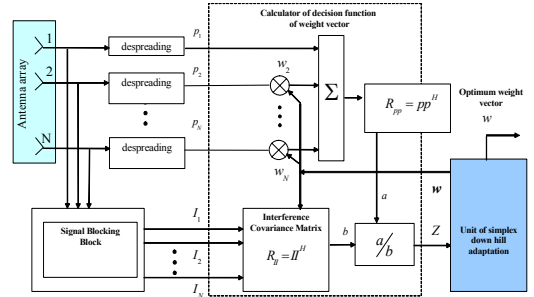 Calculator of decision function
of weight vector
Antenna array
1
2
N
despreading
despreading
despreading
p1
p2
pN
w2
wN
Σ
Rpp = pp^H
Optimum weight
vector
w
a
w
Signal Blocking
Block
I1
I2
IN
Interference
Covariance Matrix
RII = II^H
b
a/b
Z
Unit of simplex
down hill
adaptation